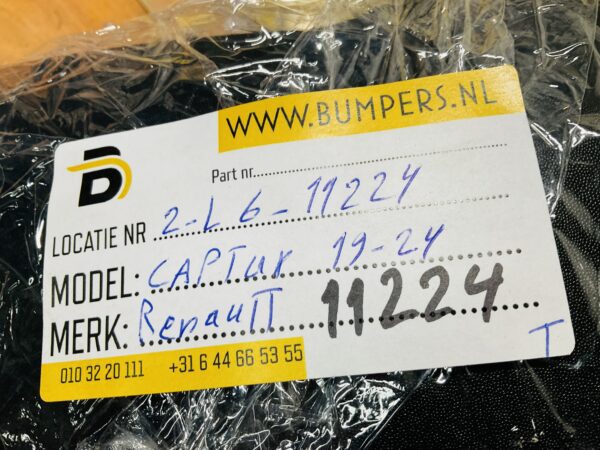 WWW.BUMPERS.NL
B
Part nr.
LOCATIE NR 2-L 6-11224
MODEL: CAPTUR 19-24
MERK: Renault 11224
010 32 20 111 +31 6 44 66 53 55
T